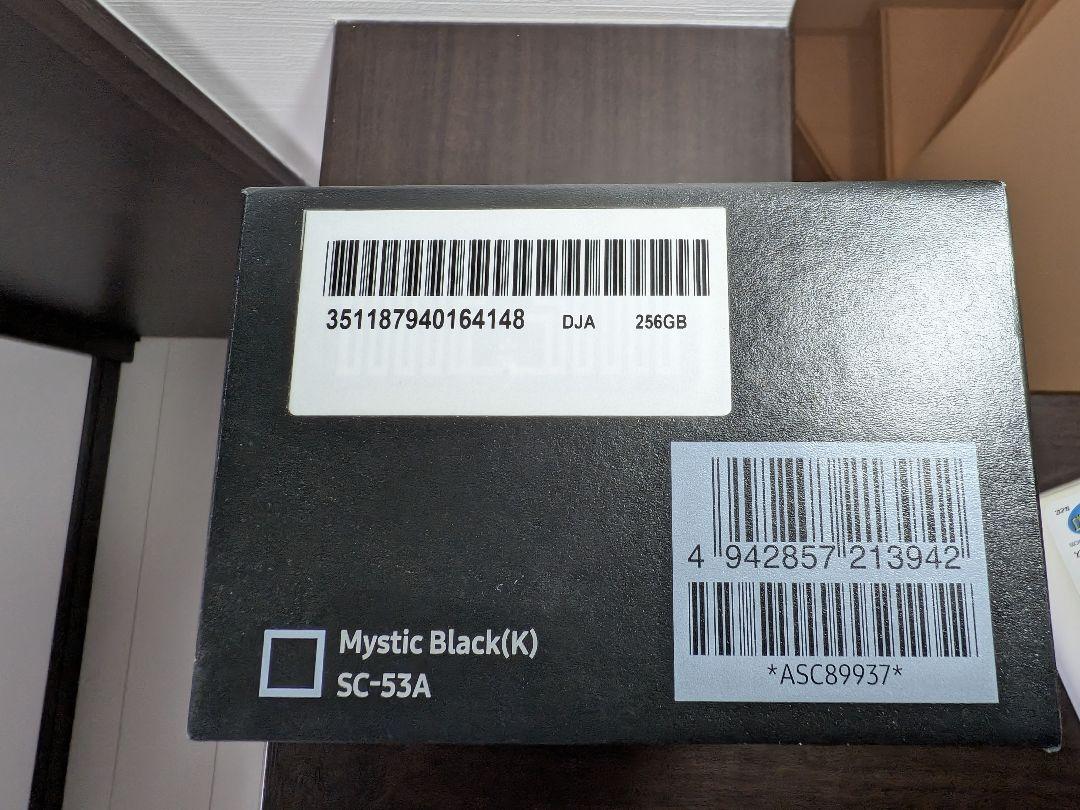 351187940164148 DJA 256GB
4 942857 213942
*ASC89937*
Mystic Black(K)
SC-53A